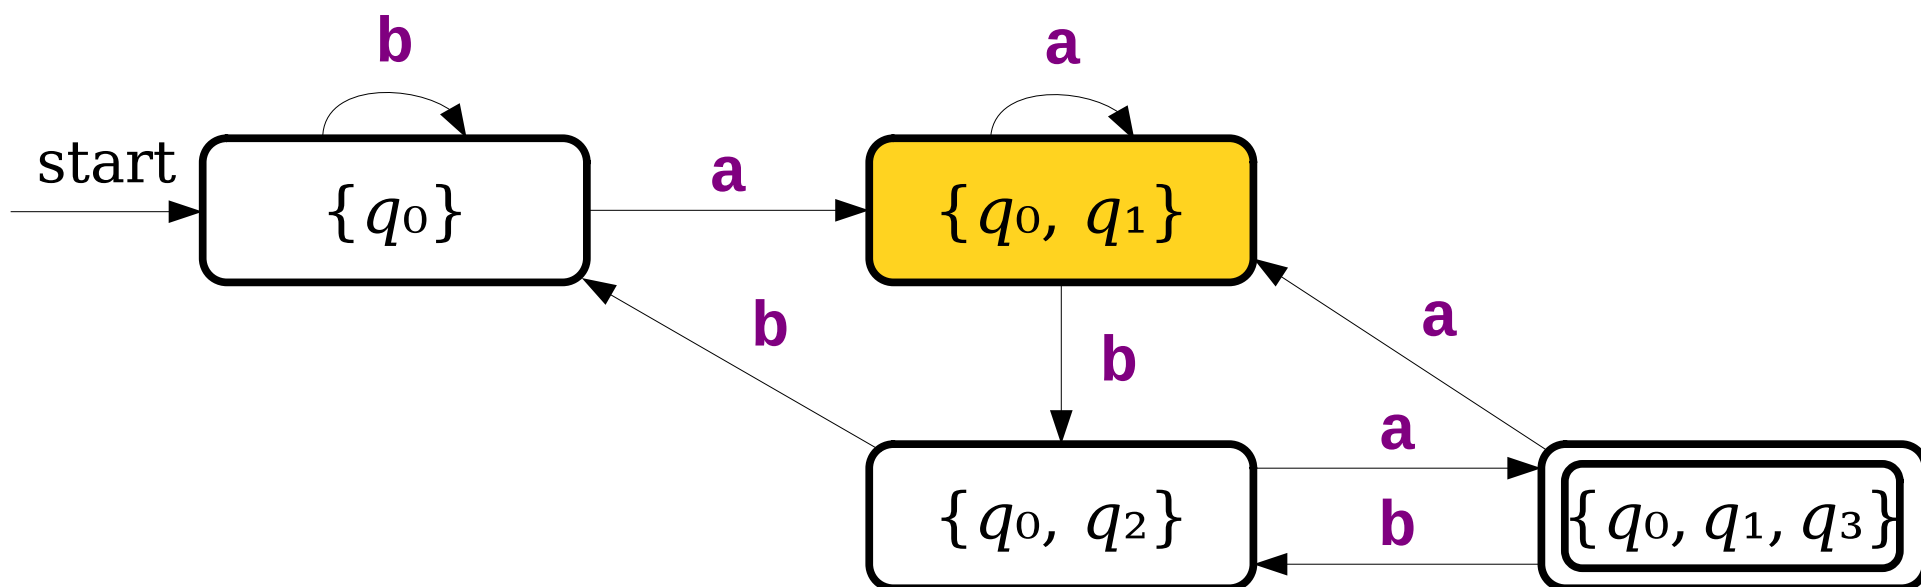 b
a
start
a
{q₀}
{q₀, q₁}
b
a
b
a
{q₀, q₂}
b
{q₀, q₁, q₃}